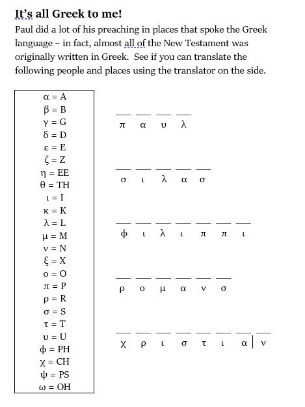 It's all Greek to me!
Paul did a lot of his preaching in places that spoke the Greek
language – in fact, almost all of the New Testament was
originally written in Greek.  See if you can translate the
following people and places using the translator on the side.
α = A
β = B
γ = G
δ = D
ε = E
ζ = Z
η = EE
θ = TH
ι = I
κ = K
λ = L
μ = M
ν = N
ξ = X
ο = O
π = P
ρ = R
σ = S
τ = T
υ = U
φ = PH
χ = CH
ψ = PS
ω = OH
π α υ λ
σ ι λ α σ
φ ι λ ι π π ι
ρ ο μ α ν σ
χ ρ ι σ τ ι α ν